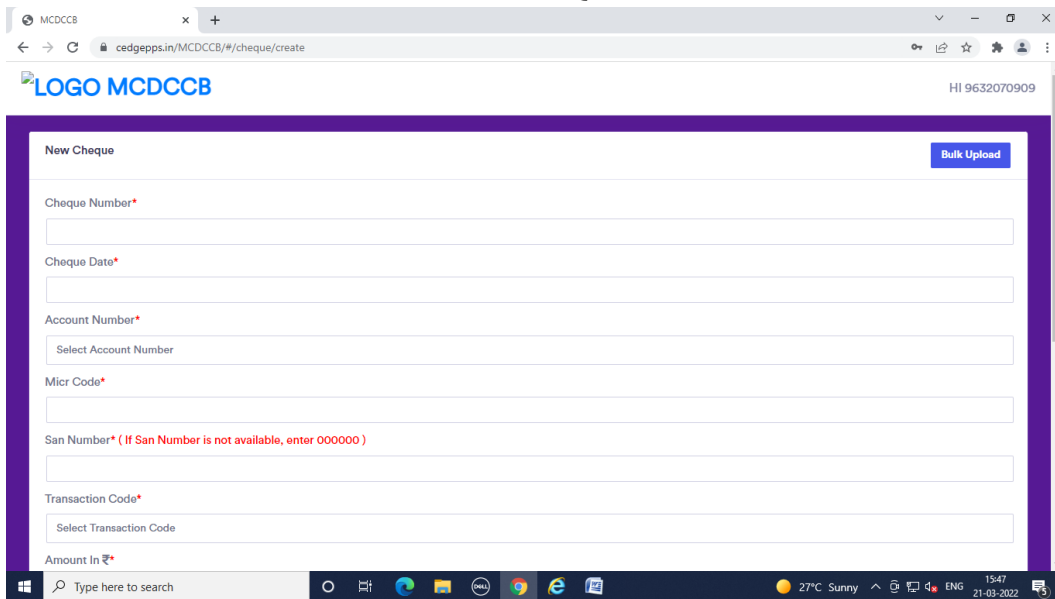 MCDCCB
cedgepps.in/MCDCCB/#/cheque/create
LOGO MCDCCB
HI 9632070909
New Cheque
Bulk Upload
Cheque Number*
Cheque Date*
Account Number*
Select Account Number
Micr Code*
San Number* ( If San Number is not available, enter 000000 )
Transaction Code*
Select Transaction Code
Amount In ₹*
Type here to search
DELL
27°C Sunny
ENG
15:47
21-03-2022
5